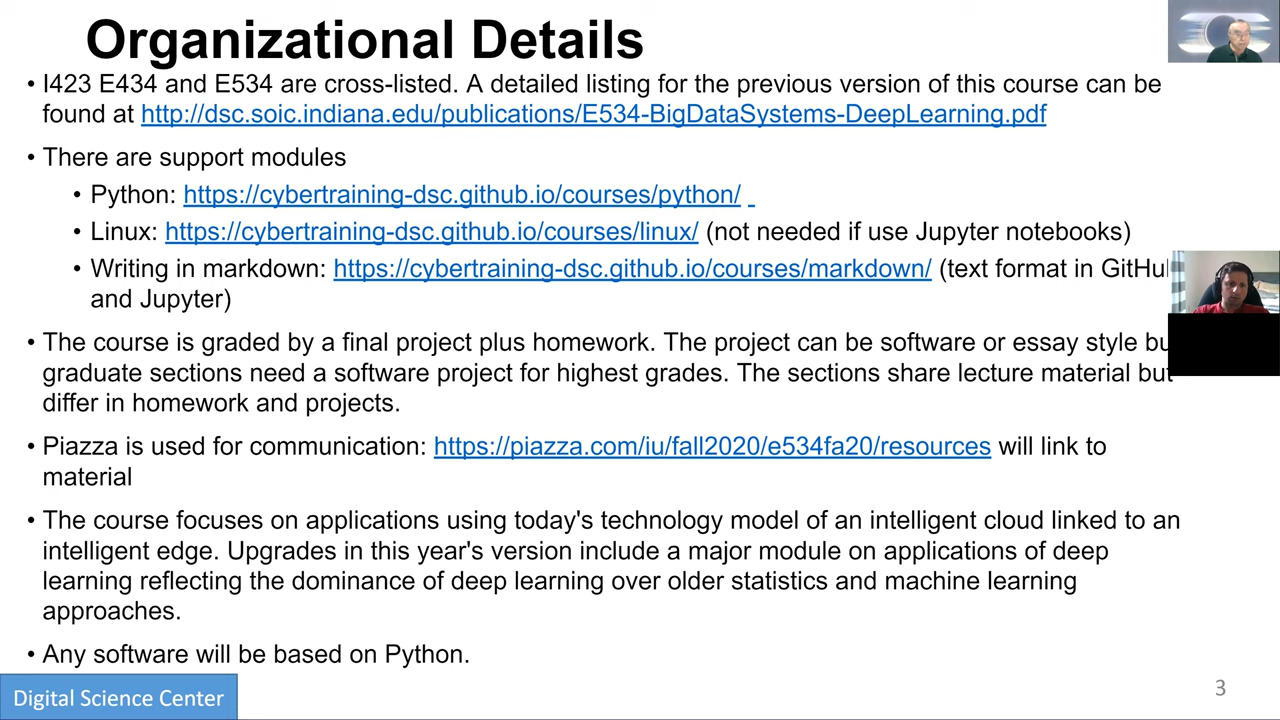 Organizational Details
• I423 E434 and E534 are cross-listed. A detailed listing for the previous version of this course can be
found at http://dsc.soic.indiana.edu/publications/E534-BigDataSystems-DeepLearning.pdf
• There are support modules
• Python: https://cybertraining-dsc.github.io/courses/python/
• Linux: https://cybertraining-dsc.github.io/courses/linux/ (not needed if use Jupyter notebooks)
• Writing in markdown: https://cybertraining-dsc.github.io/courses/markdown/ (text format in GitHu
and Jupyter)
• The course is graded by a final project plus homework. The project can be software or essay style bu
graduate sections need a software project for highest grades. The sections share lecture material but
differ in homework and projects.
• Piazza is used for communication: https://piazza.com/iu/fall2020/e534fa20/resources will link to
material
• The course focuses on applications using today's technology model of an intelligent cloud linked to an
intelligent edge. Upgrades in this year's version include a major module on applications of deep
learning reflecting the dominance of deep learning over older statistics and machine learning
approaches.
• Any software will be based on Python.
Digital Science Center
3